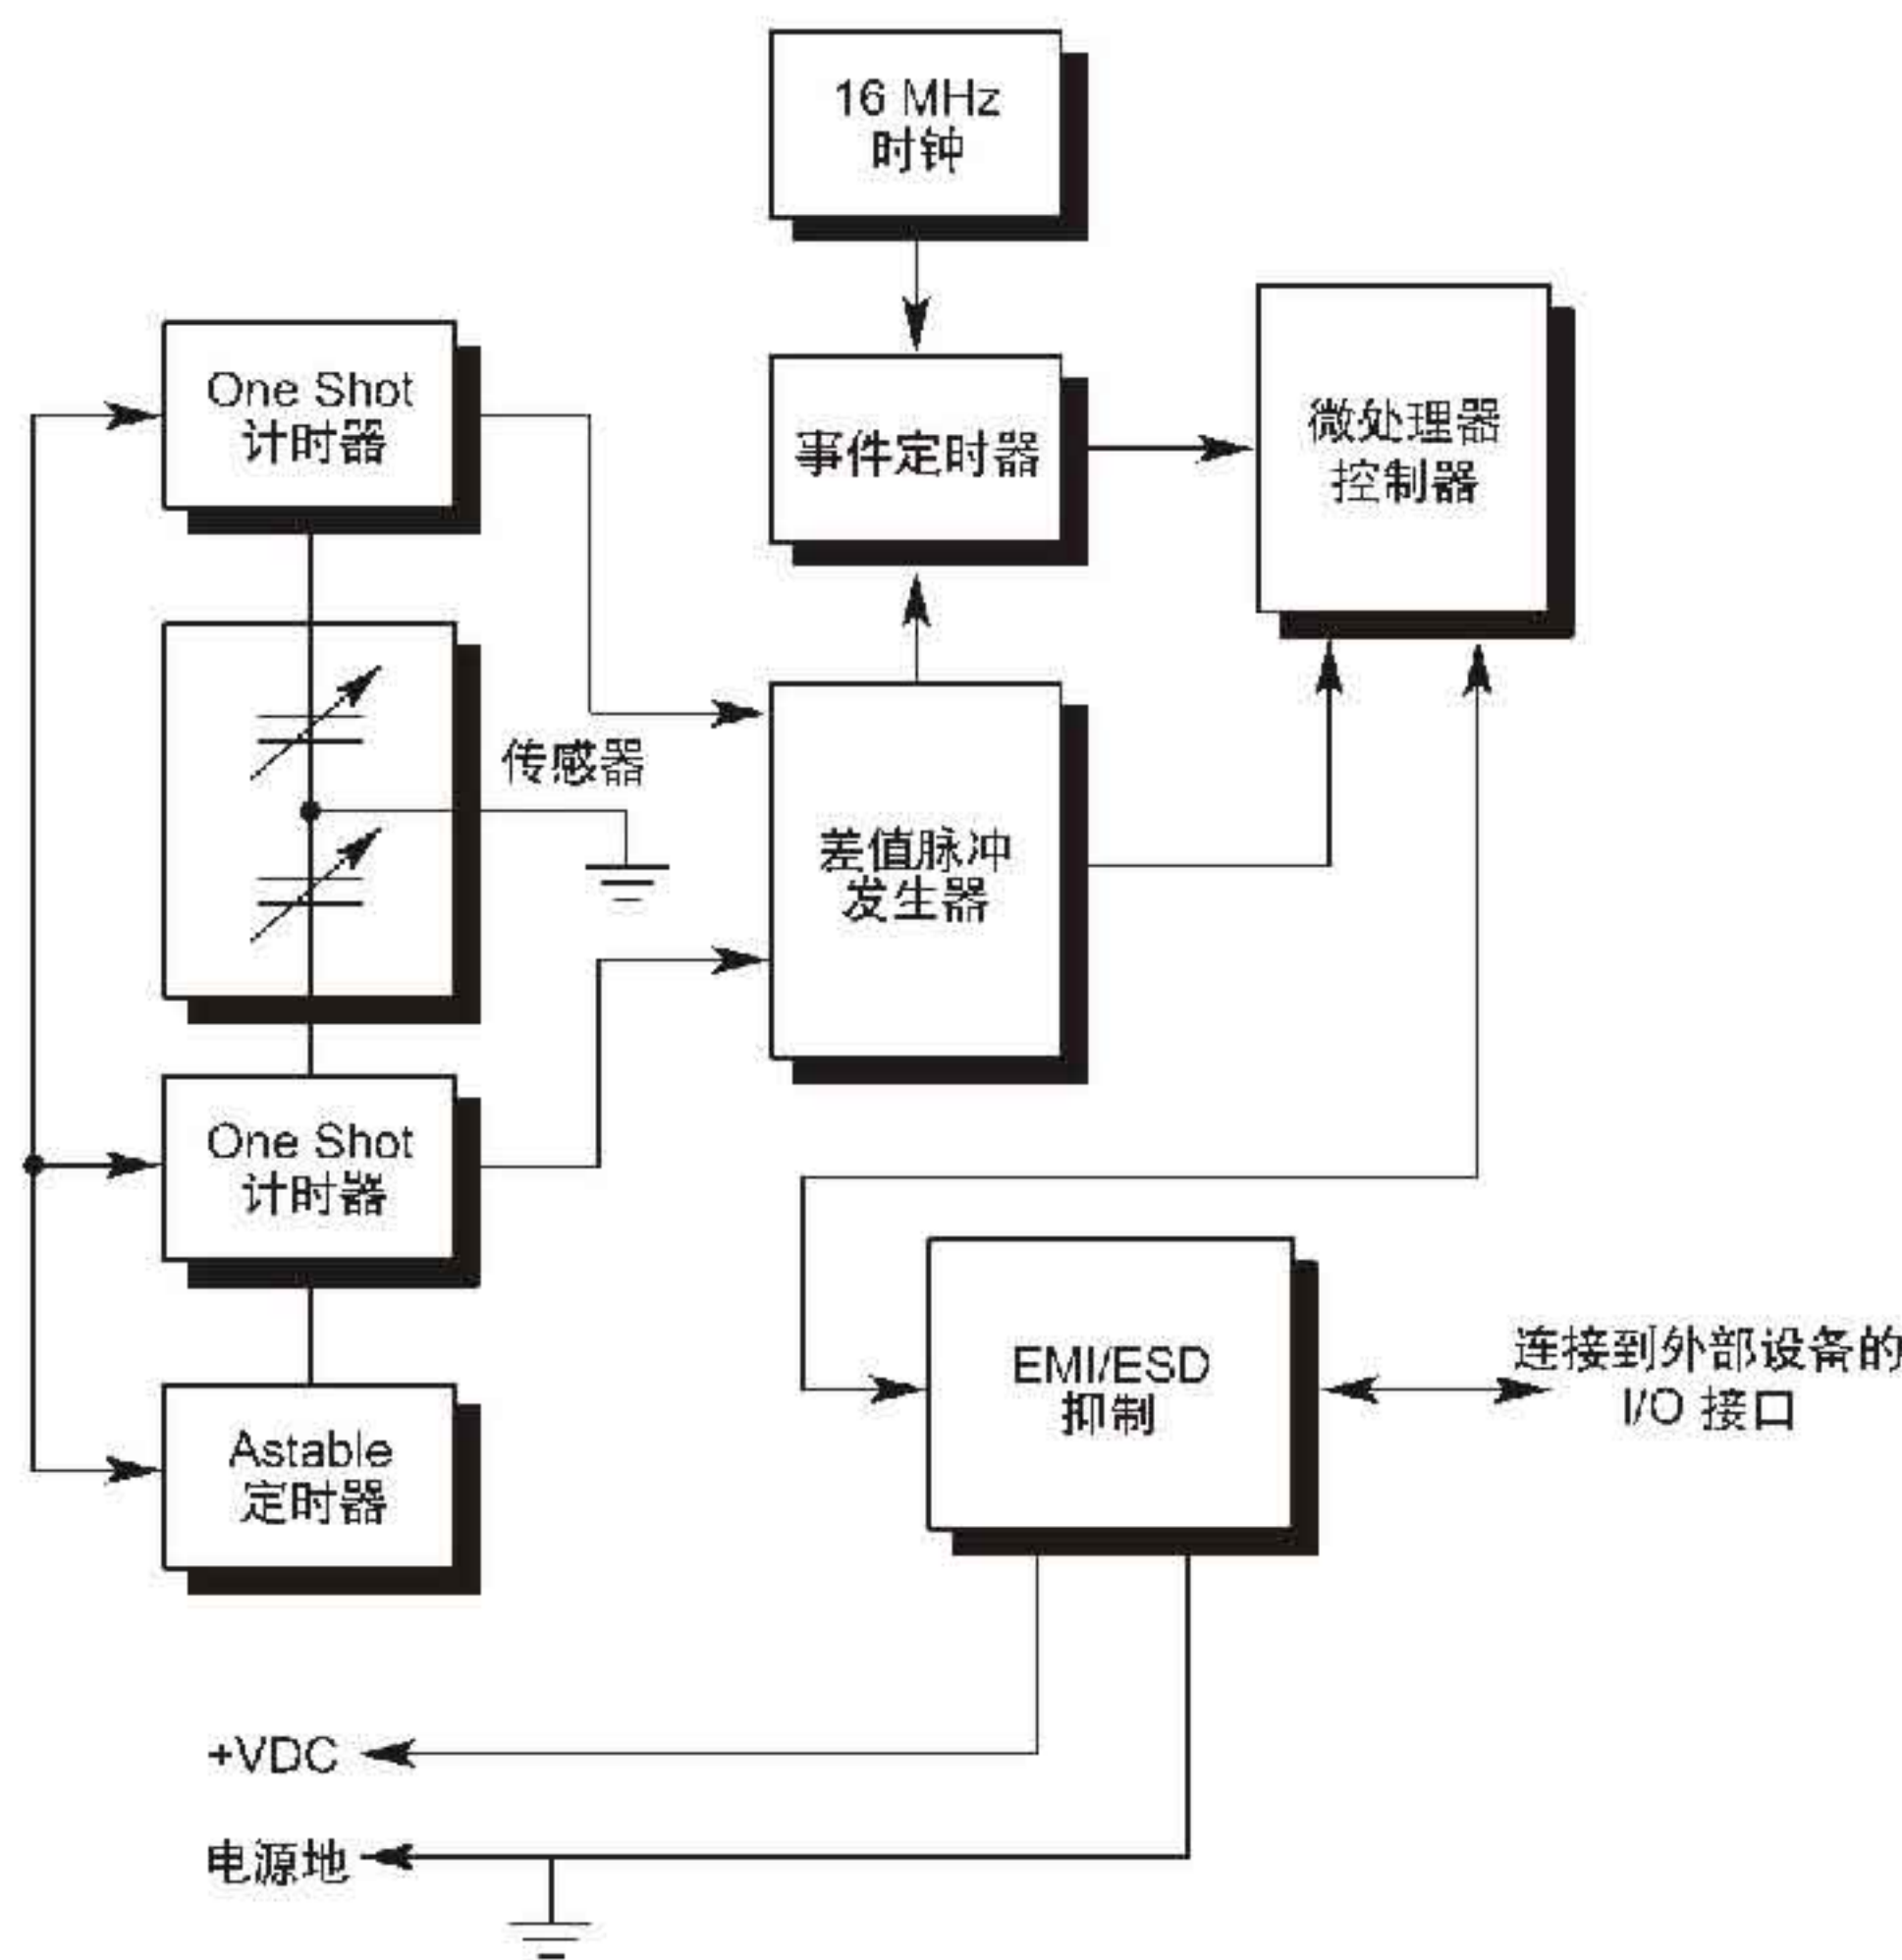 16 MHz
时钟
One Shot
计时器
事件定时器
微处理器
控制器
传感器
差值脉冲
发生器
One Shot
计时器
EMI/ESD
抑制
连接到外部设备的
I/O 接口
Astable
定时器
+VDC
电源地